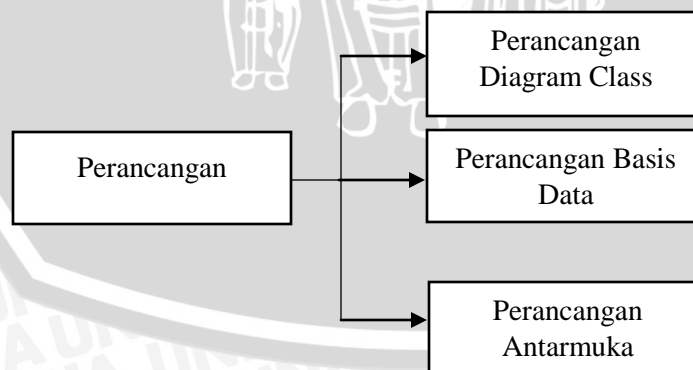 Perancangan
Diagram Class
Perancangan
Perancangan Basis
Data
Perancangan
Antarmuka